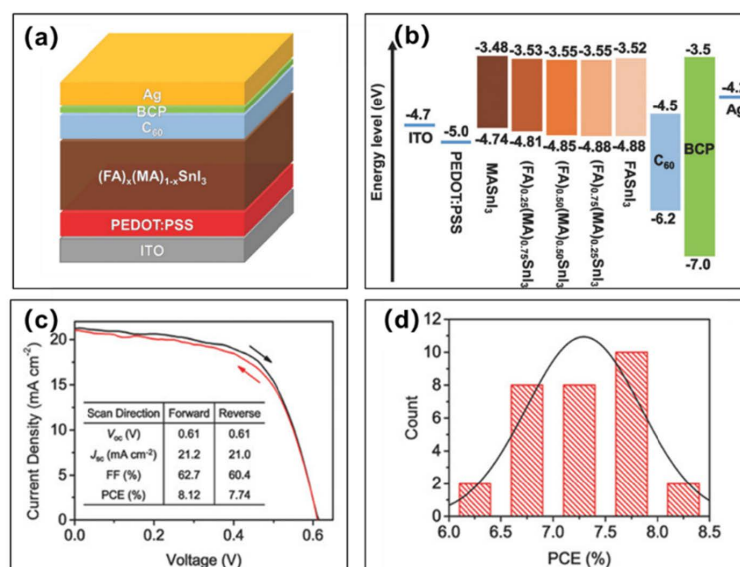 (a)
Ag
BCP
C₆₀
(FA)ₓ(MA)₁₋ₓSnI₃
PEDOT:PSS
ITO
(b)
Energy level (eV)
-4.7
ITO
-5.0
PEDOT:PSS
-3.48
-4.74
MASnI₃
-3.53
-4.81
(FA)₀.₂₅(MA)₀.₇₅SnI₃
-3.55
-4.85
(FA)₀.₅₀(MA)₀.₅₀SnI₃
-3.55
-4.88
(FA)₀.₇₅(MA)₀.₂₅SnI₃
-3.52
-4.88
FASnI₃
-4.5
C₆₀
-6.2
-3.5
BCP
-7.0
Ag
(c)
Current Density (mA cm⁻²)
20
15
10
5
0
Scan Direction Forward Reverse
Vₒc (V) 0.61 0.61
Jₛc (mA cm⁻²) 21.2 21.0
FF (%) 62.7 60.4
PCE (%) 8.12 7.74
0.0 0.2 0.4 0.6
Voltage (V)
(d)
Count
12
10
8
6
4
2
0
6.0 6.5 7.0 7.5 8.0 8.5
PCE (%)